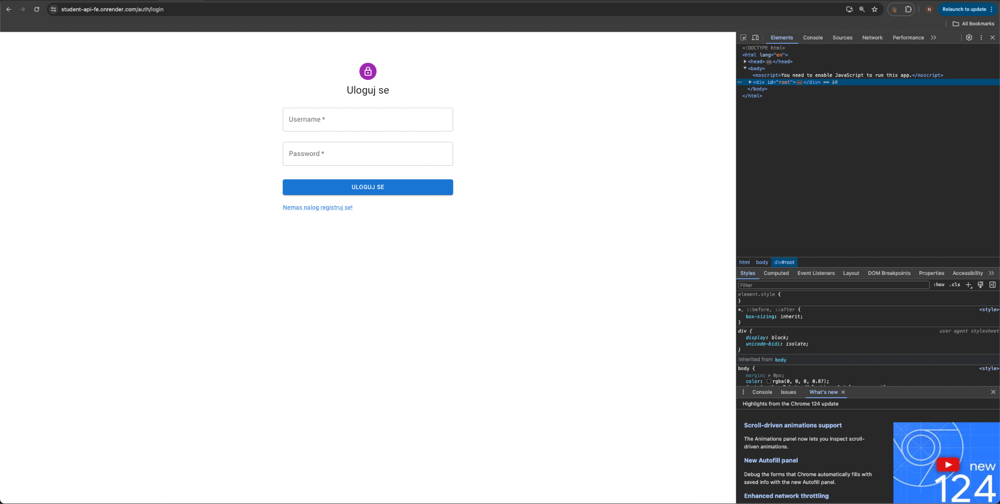 student-api-fe.onrender.com/auth/login
N
Relaunch to update
All Bookmarks
Uloguj se
Username *
Password *
ULOGUJ SE
Nemas nalog registruj se!
Elements Console Sources Network Performance
<!DOCTYPE html>
<html lang="en">
<head> </head>
<body>
<noscript>You need to enable JavaScript to run this app.</noscript>
<div id="root"> </div> == $0
</body>
</html>
html body div#root
Styles Computed Event Listeners Layout DOM Breakpoints Properties Accessibility
Filter :hov .cls
element.style {
}
*, ::before, ::after { <style>
box-sizing: inherit;
}
div { user agent stylesheet
display: block;
unicode-bidi: isolate;
}
Inherited from body
body { <style>
margin: 0px;
color: rgba(0, 0, 0, 0.87);
Console Issues What's new
Highlights from the Chrome 124 update
Scroll-driven animations support
The Animations panel now lets you inspect scroll-
driven animations.
New Autofill panel
Debug the forms that Chrome automatically fills with
saved info with the new Autofill panel.
Enhanced network throttling
new
124